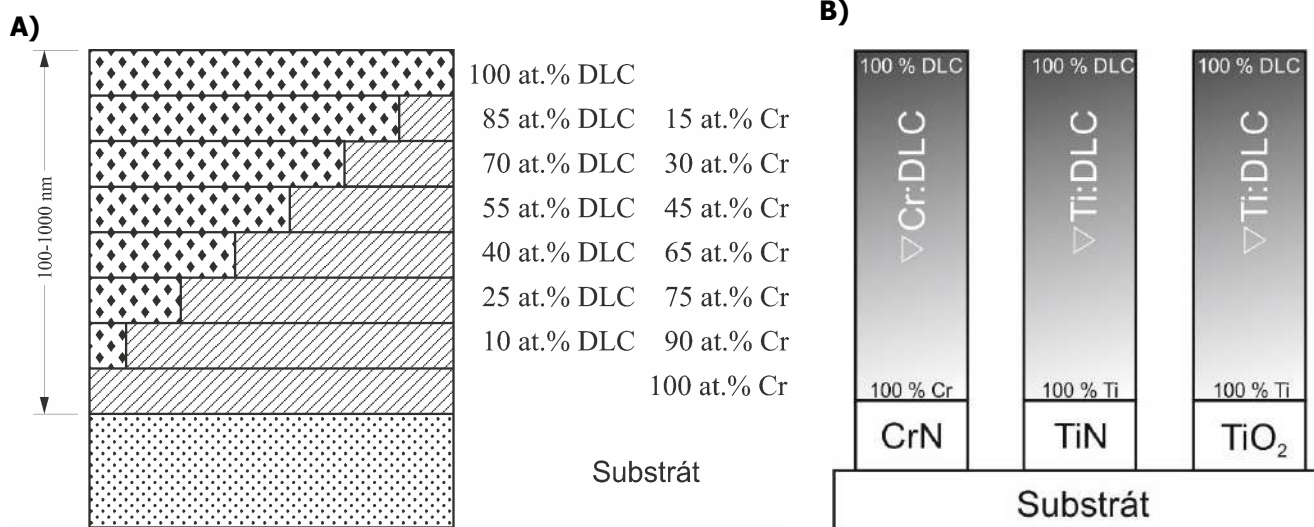 A)
100-1000 nm
100 at.% DLC
85 at.% DLC 15 at.% Cr
70 at.% DLC 30 at.% Cr
55 at.% DLC 45 at.% Cr
40 at.% DLC 65 at.% Cr
25 at.% DLC 75 at.% Cr
10 at.% DLC 90 at.% Cr
100 at.% Cr
Substrát
B)
100 % DLC 100 % DLC 100 % DLC
▽Cr:DLC ▽Ti:DLC ▽Ti:DLC
100 % Cr 100 % Ti 100 % Ti
CrN TiN TiO₂
Substrát